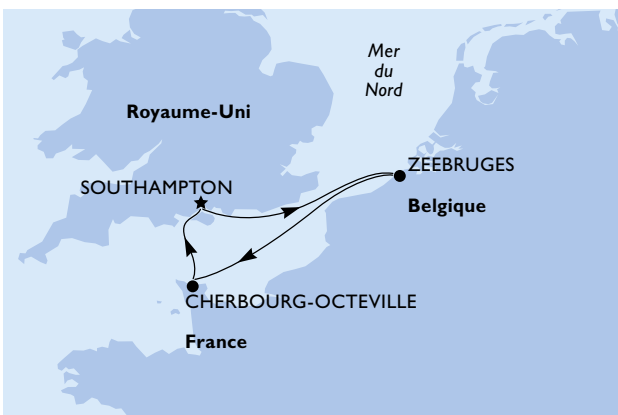 Mer
du
Nord
Royaume-Uni
ZEEBRUGES
SOUTHAMPTON
Belgique
CHERBOURG-OCTEVILLE
France